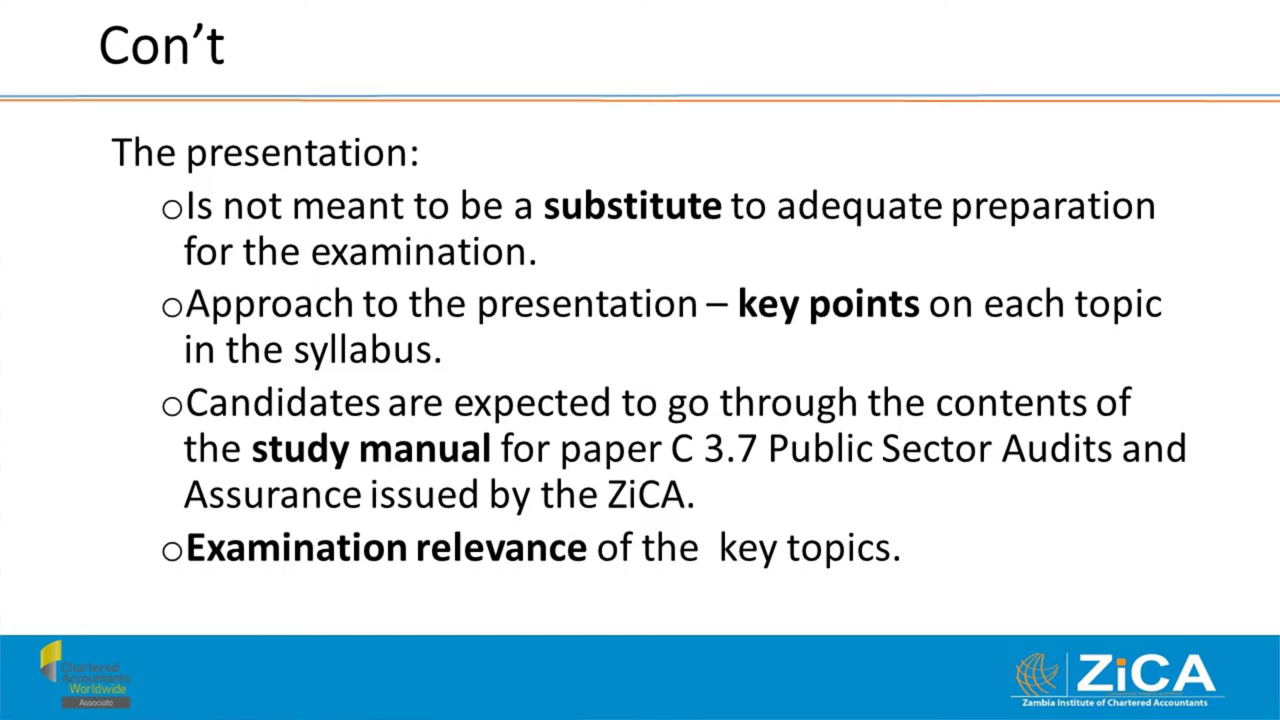 Con’t
The presentation:
oIs not meant to be a substitute to adequate preparation
for the examination.
oApproach to the presentation – key points on each topic
in the syllabus.
oCandidates are expected to go through the contents of
the study manual for paper C 3.7 Public Sector Audits and
Assurance issued by the ZiCA.
oExamination relevance of the  key topics.
Chartered
Accountants
Worldwide
Associate
ZiCA
Zambia Institute of Chartered Accountants